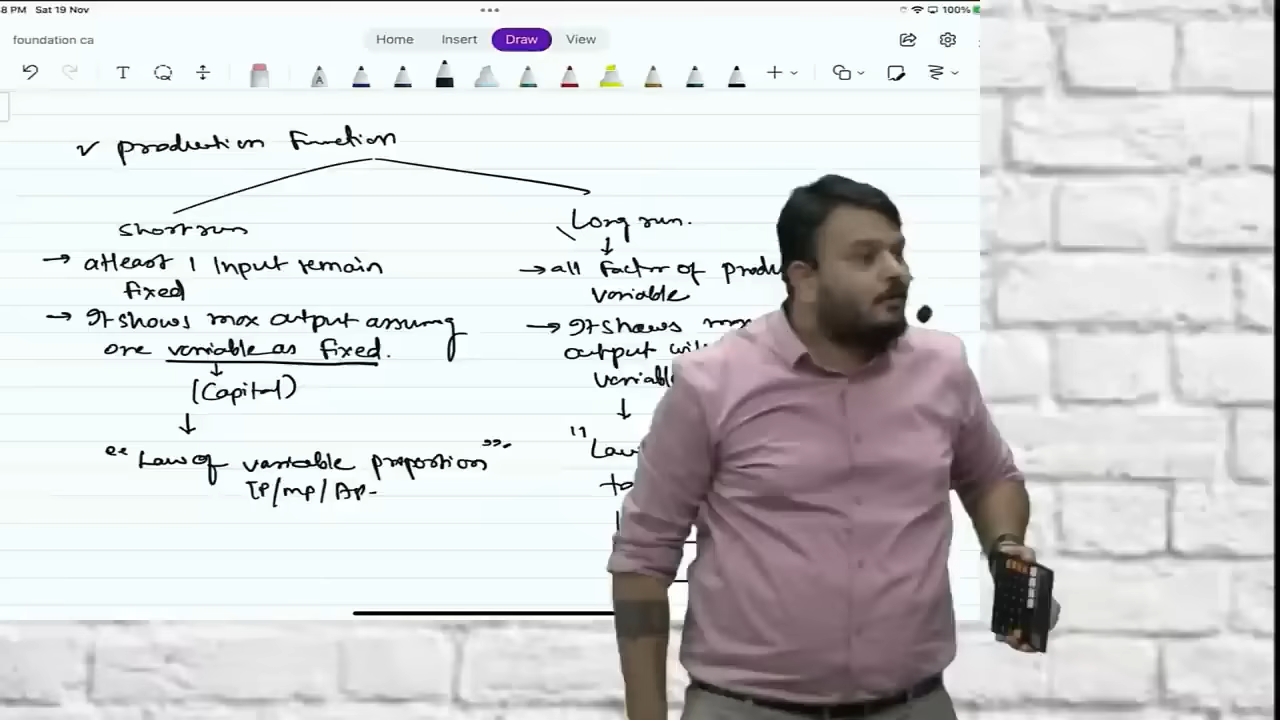 8 PM Sat 19 Nov
100%
foundation ca
Home Insert Draw View
T
A
✓ production Function
Short run
→ atleast 1 Input remain
fixed
→ It shows max output assuming
one variable as fixed.
↓
(Capital)
↓
"Law of variable proportion".
TP/MP/AP-
Long run.
↓
→ all factor of produ
variable
→ It shows
output
variabl
↓
"Law
to